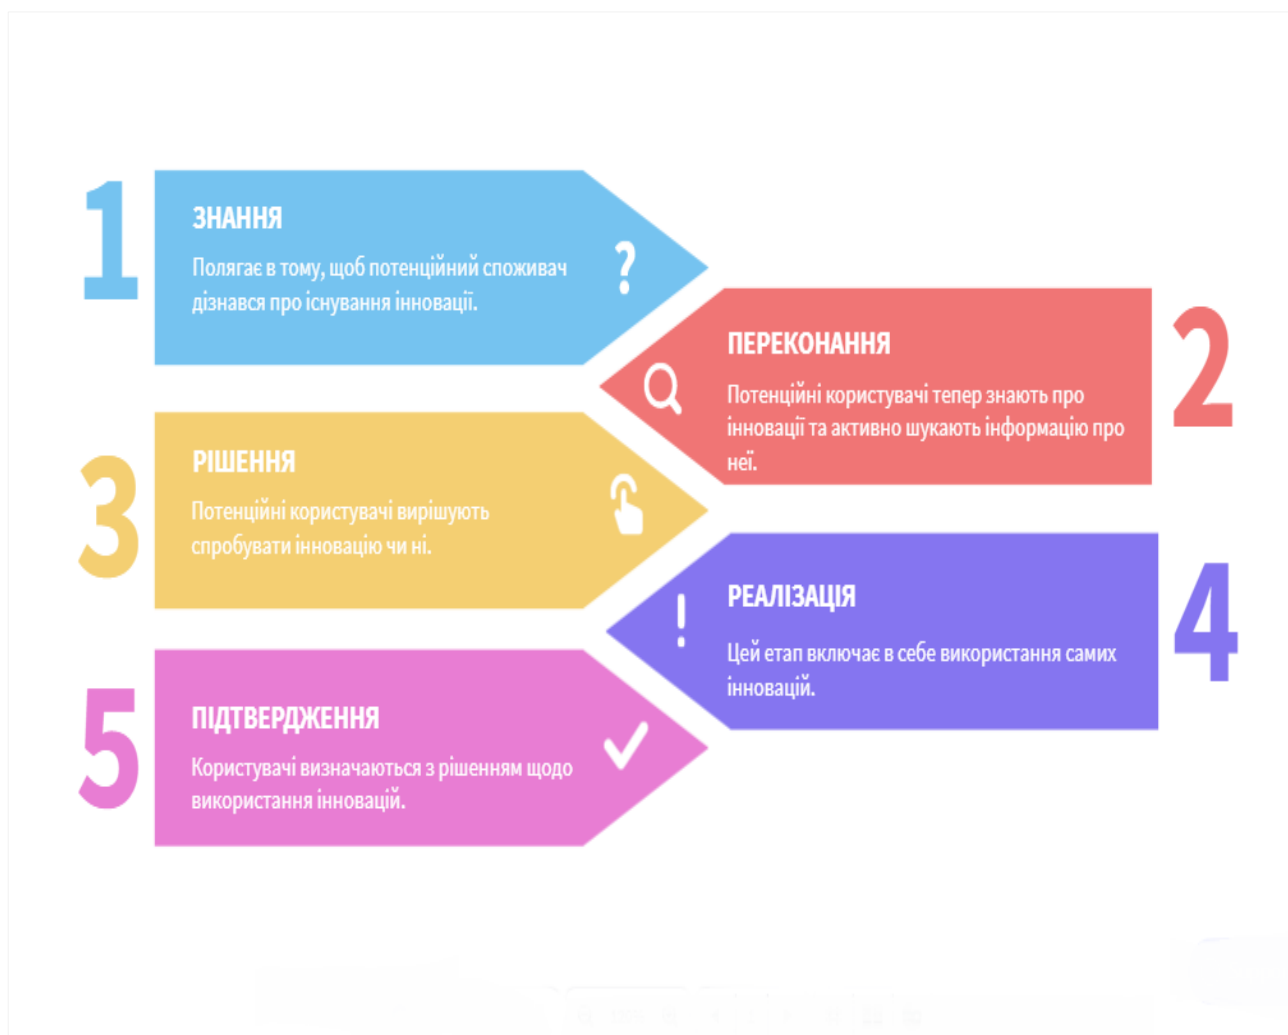 1
ЗНАННЯ
Полягає в тому, щоб потенційний споживач
дізнався про існування інновації.
2
ПЕРЕКОНАННЯ
Потенційні користувачі тепер знають про
інновації та активно шукають інформацію про
неї.
3
РІШЕННЯ
Потенційні користувачі вирішують
спробувати інновацію чи ні.
4
РЕАЛІЗАЦІЯ
Цей етап включає в себе використання самих
інновацій.
5
ПІДТВЕРДЖЕННЯ
Користувачі визначаються з рішенням щодо
використання інновацій.